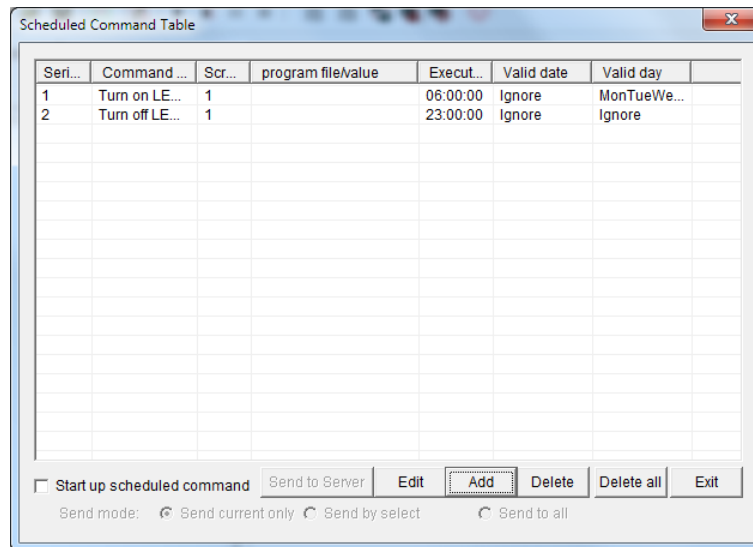 Scheduled Command Table
Seri... Command ... Scr... program file/value Execut... Valid date Valid day
1 Turn on LE... 1 06:00:00 Ignore MonTueWe...
2 Turn off LE... 1 23:00:00 Ignore Ignore
Start up scheduled command Send to Server Edit Add Delete Delete all Exit
Send mode: Send current only Send by select Send to all